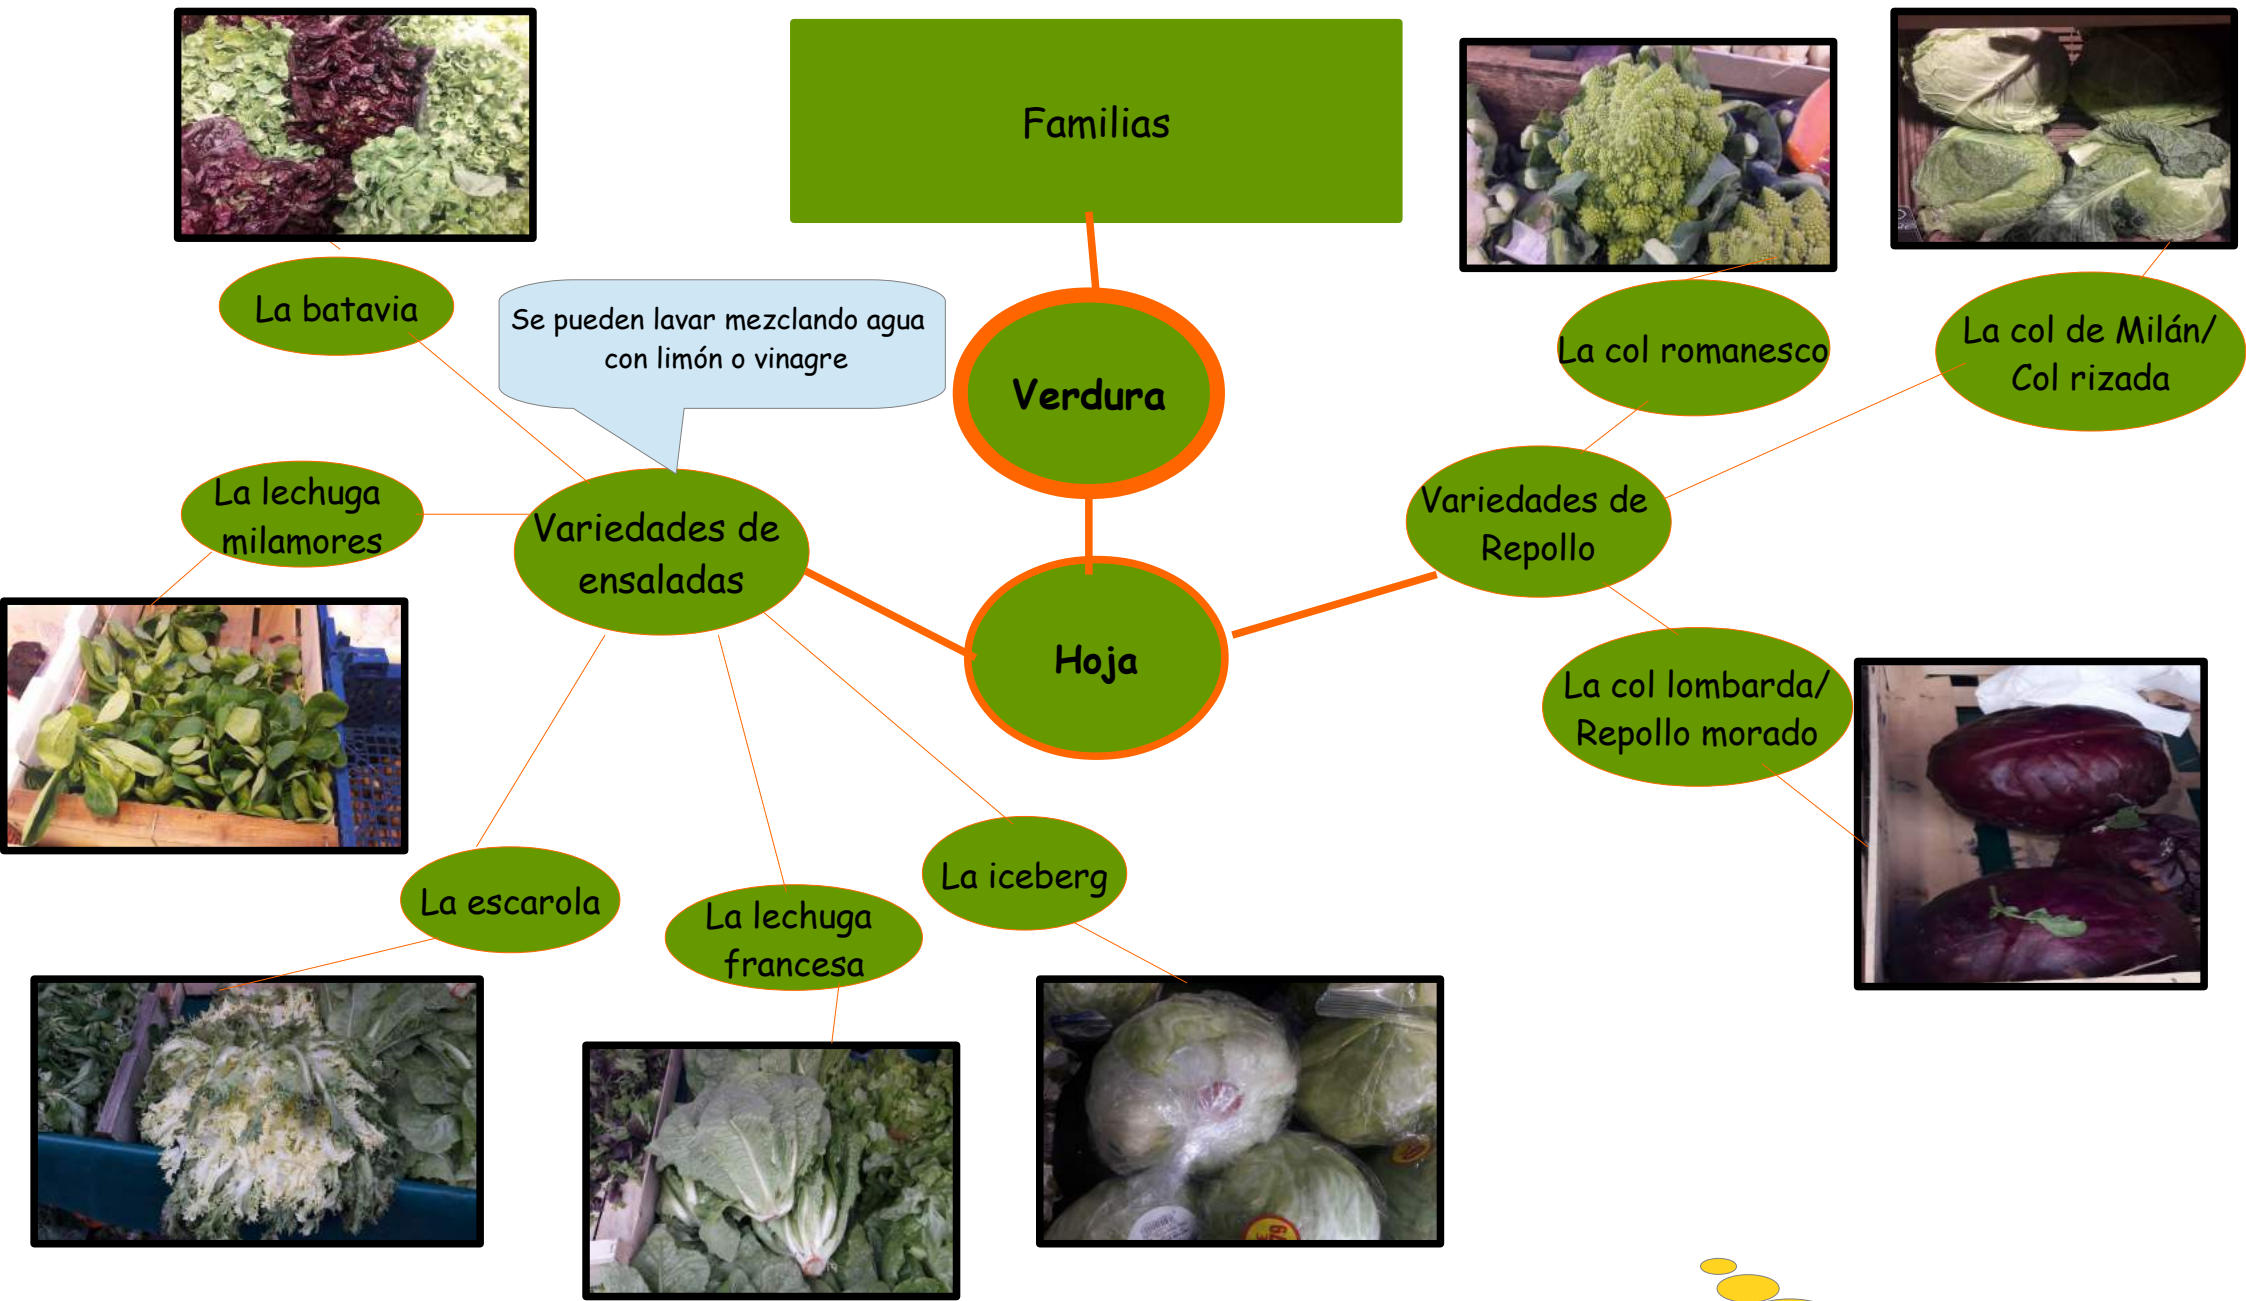 Familias
La batavia
Se pueden lavar mezclando agua
con limón o vinagre
Verdura
La col romanesco
La col de Milán/
Col rizada
La lechuga
milamores
Variedades de
ensaladas
Variedades de
Repollo
Hoja
La col lombarda/
Repollo morado
La escarola
La lechuga
francesa
La iceberg